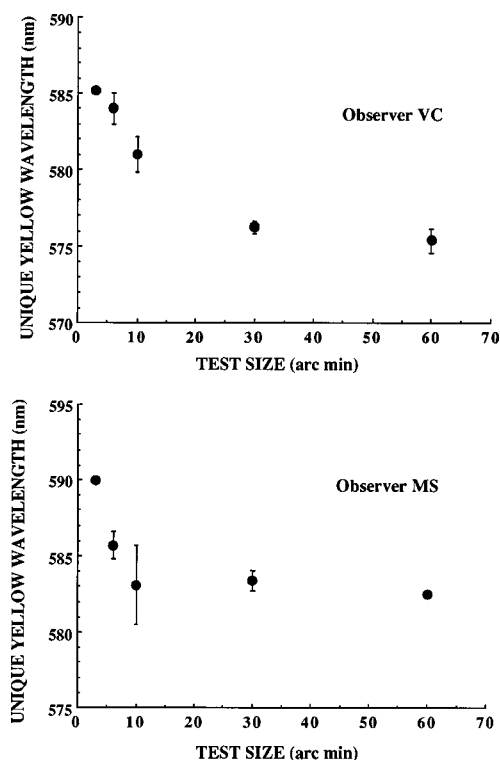 590
585
580
575
570
UNIQUE YELLOW WAVELENGTH (nm)
Observer VC
0 10 20 30 40 50 60 70
TEST SIZE (arc min)
595
590
585
580
575
UNIQUE YELLOW WAVELENGTH (nm)
Observer MS
0 10 20 30 40 50 60 70
TEST SIZE (arc min)